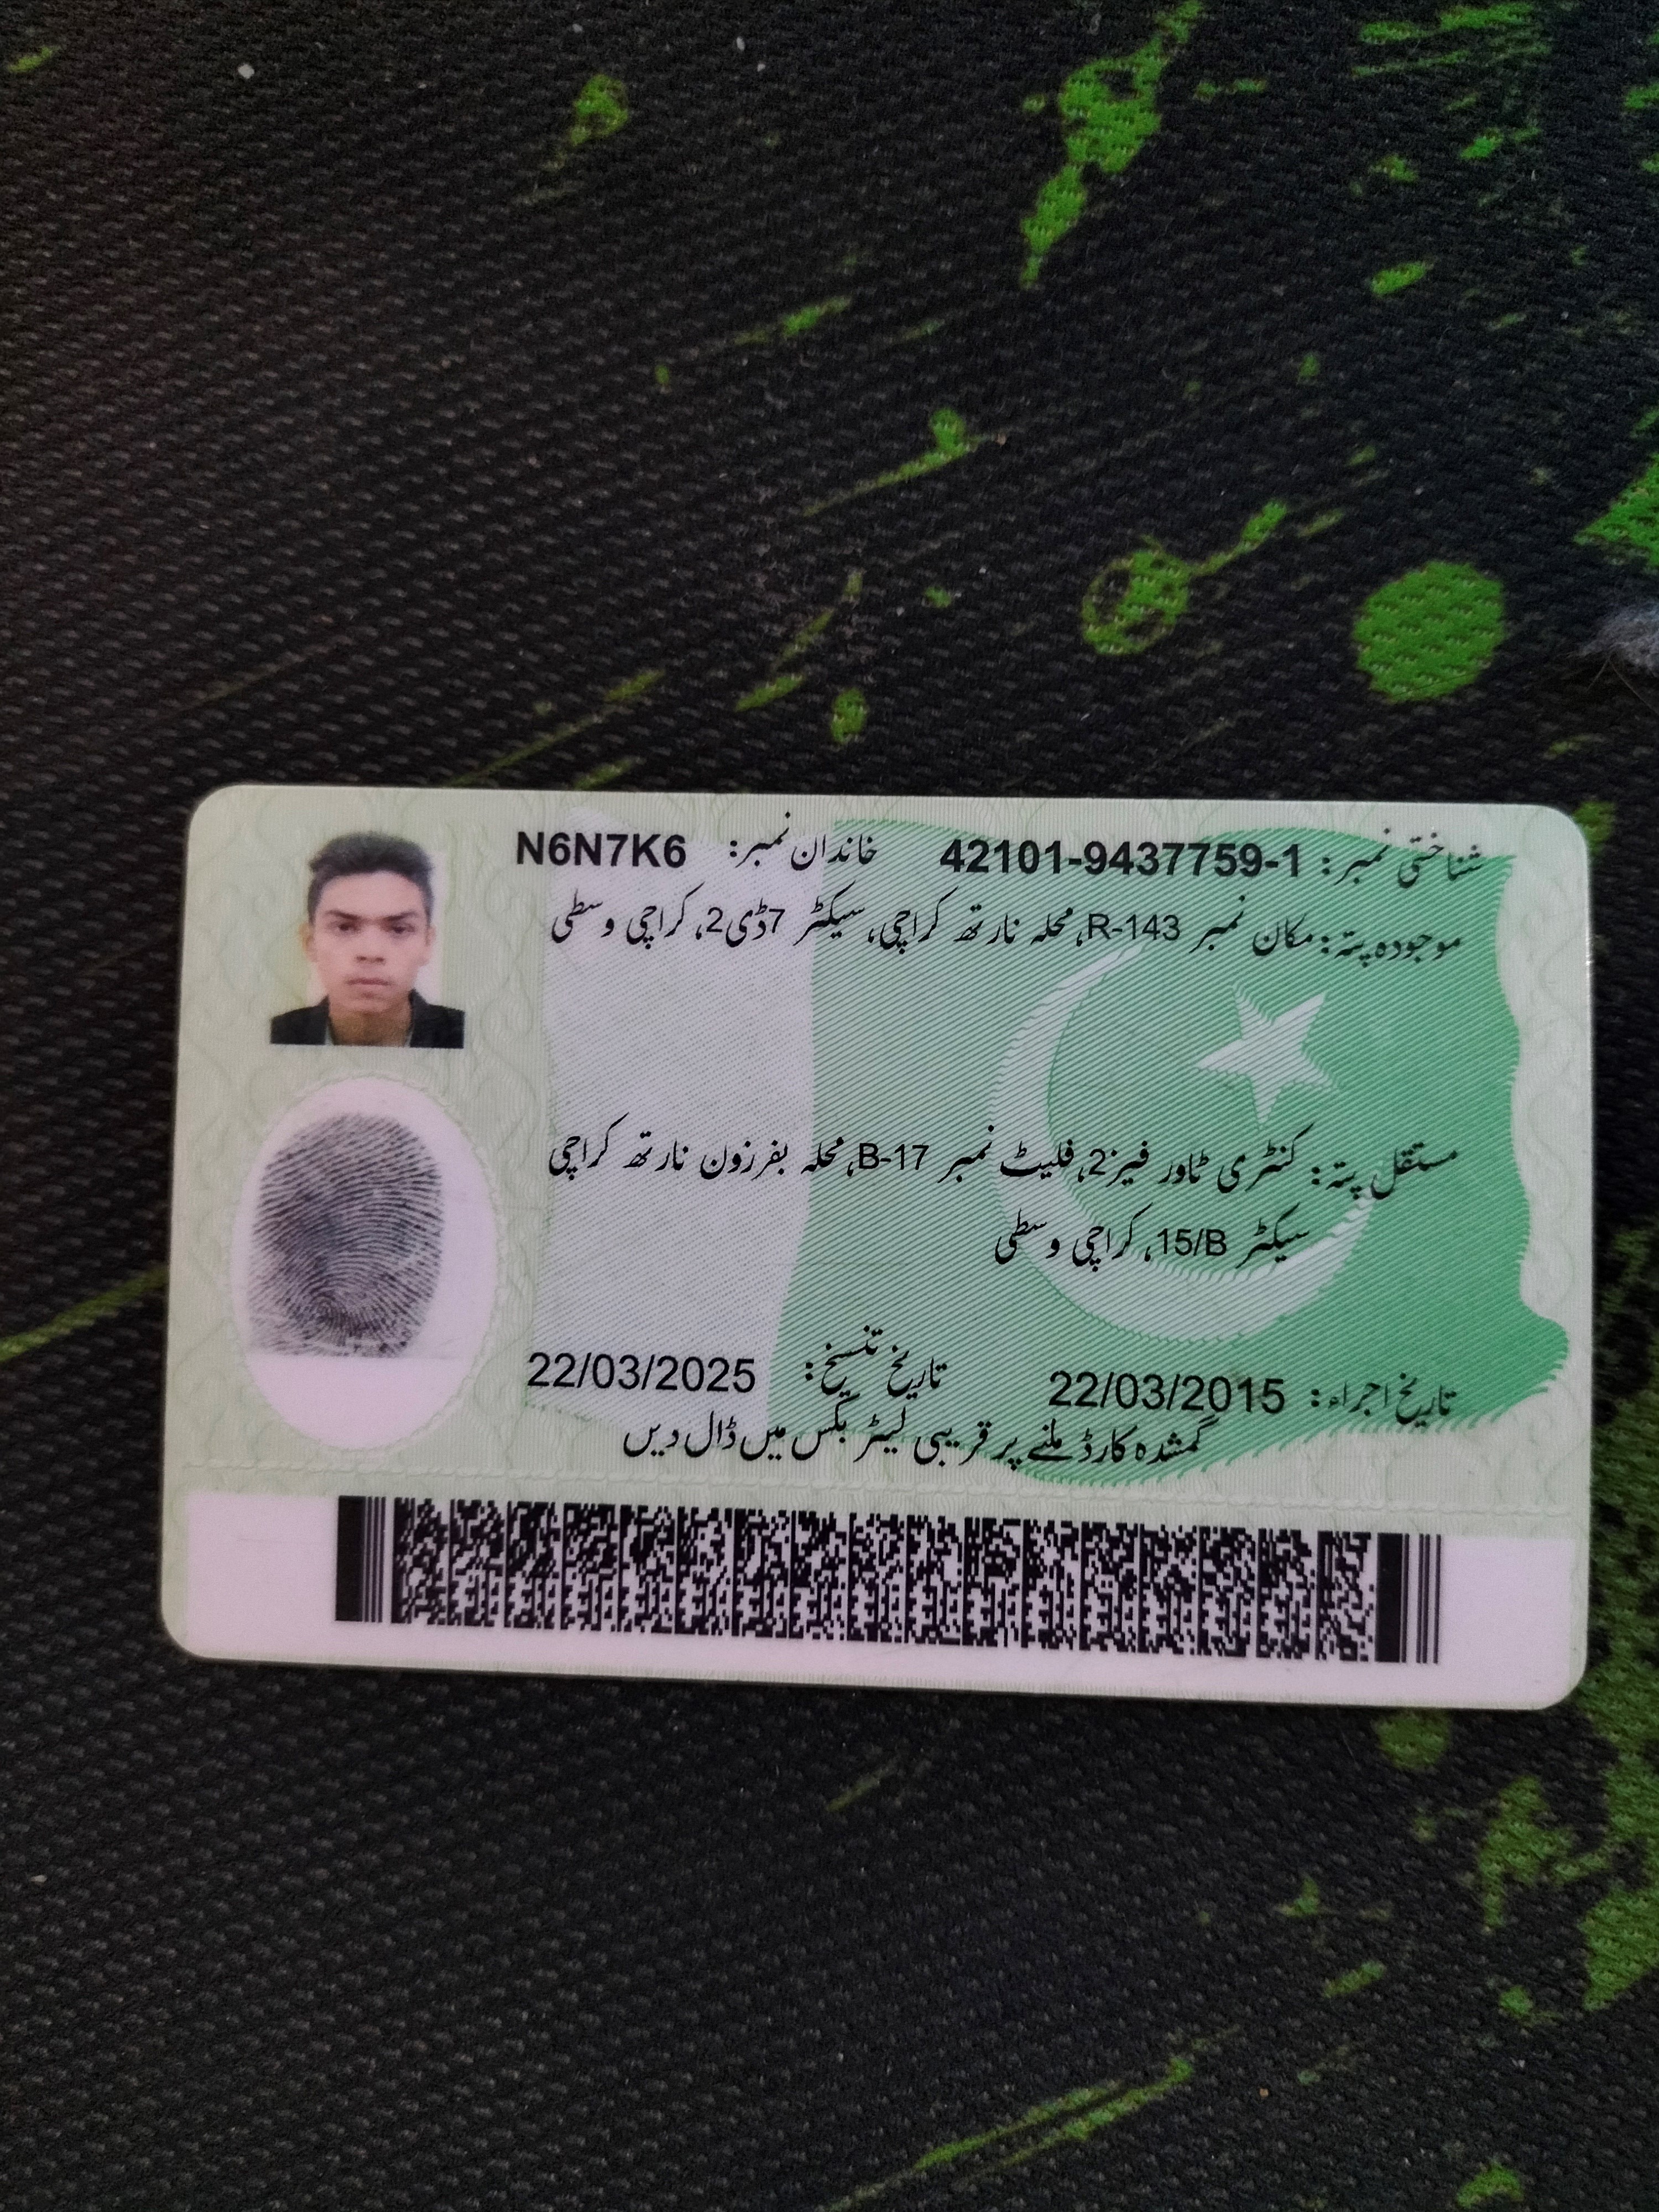 شناختی نمبر: 42101-9437759-1 خاندان نمبر: N6N7K6
موجودہ پتہ: مکان نمبر R-143، محلہ نارتھ کراچی، سیکٹر 7ڈی2، کراچی وسطی
مستقل پتہ: کنٹری ٹاور فیز2، فلیٹ نمبر B-17، محلہ بفرزون نارتھ کراچی
سیکٹر 15/B، کراچی وسطی
تاریخ اجراء: 22/03/2015 تاریخ تنسیخ: 22/03/2025
گمشدہ کارڈ ملنے پر قریبی لیٹر بکس میں ڈال دیں